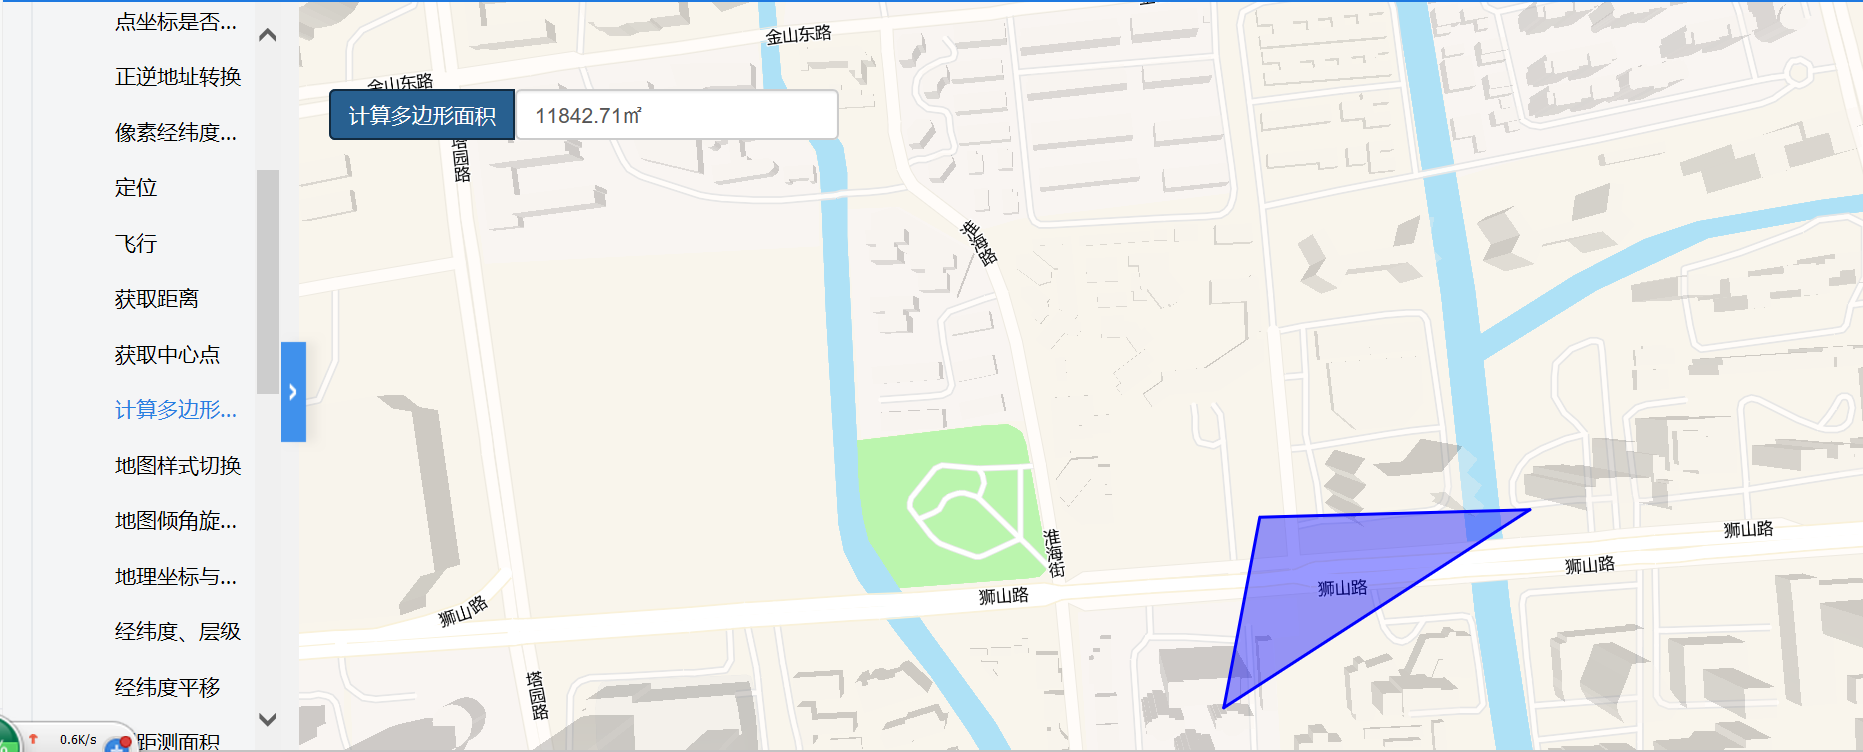 点坐标是否...
正逆地址转换
像素经纬度...
定位
飞行
获取距离
获取中心点
计算多边形...
地图样式切换
地图倾角旋...
地理坐标与...
经纬度、层级
经纬度平移
距测面积
0.6K/s
计算多边形面积
11842.71㎡
金山东路
金山东路
塔园路
淮海路
淮海街
狮山路
狮山路
狮山路
狮山路
狮山路
塔园路